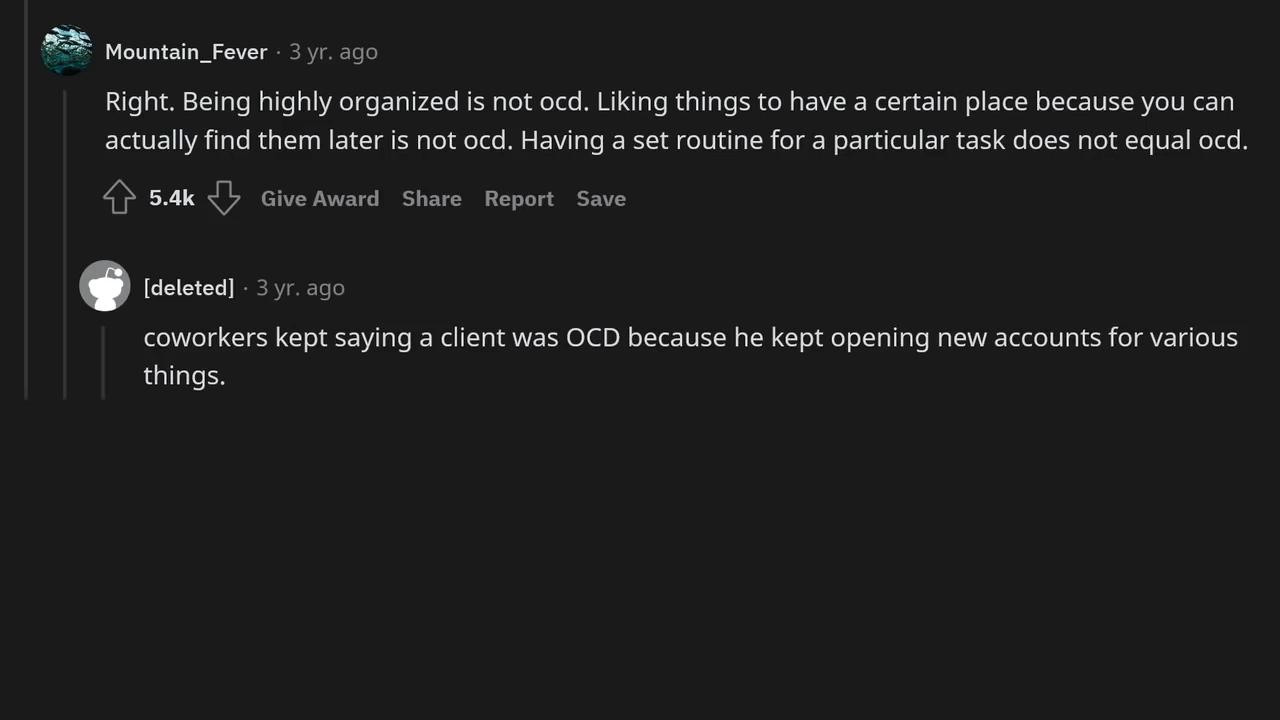 Mountain_Fever · 3 yr. ago
Right. Being highly organized is not ocd. Liking things to have a certain place because you can
actually find them later is not ocd. Having a set routine for a particular task does not equal ocd.
5.4k Give Award Share Report Save
[deleted] · 3 yr. ago
coworkers kept saying a client was OCD because he kept opening new accounts for various
things.